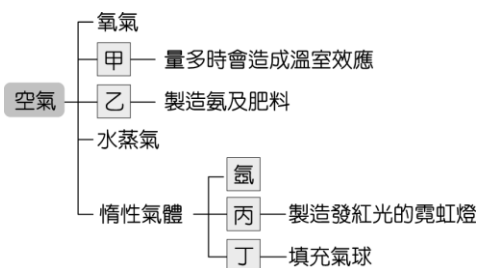 氧氣
甲 量多時會造成溫室效應
空氣 乙 製造氨及肥料
水蒸氣
氬
惰性氣體 丙 製造發紅光的霓虹燈
丁 填充氣球